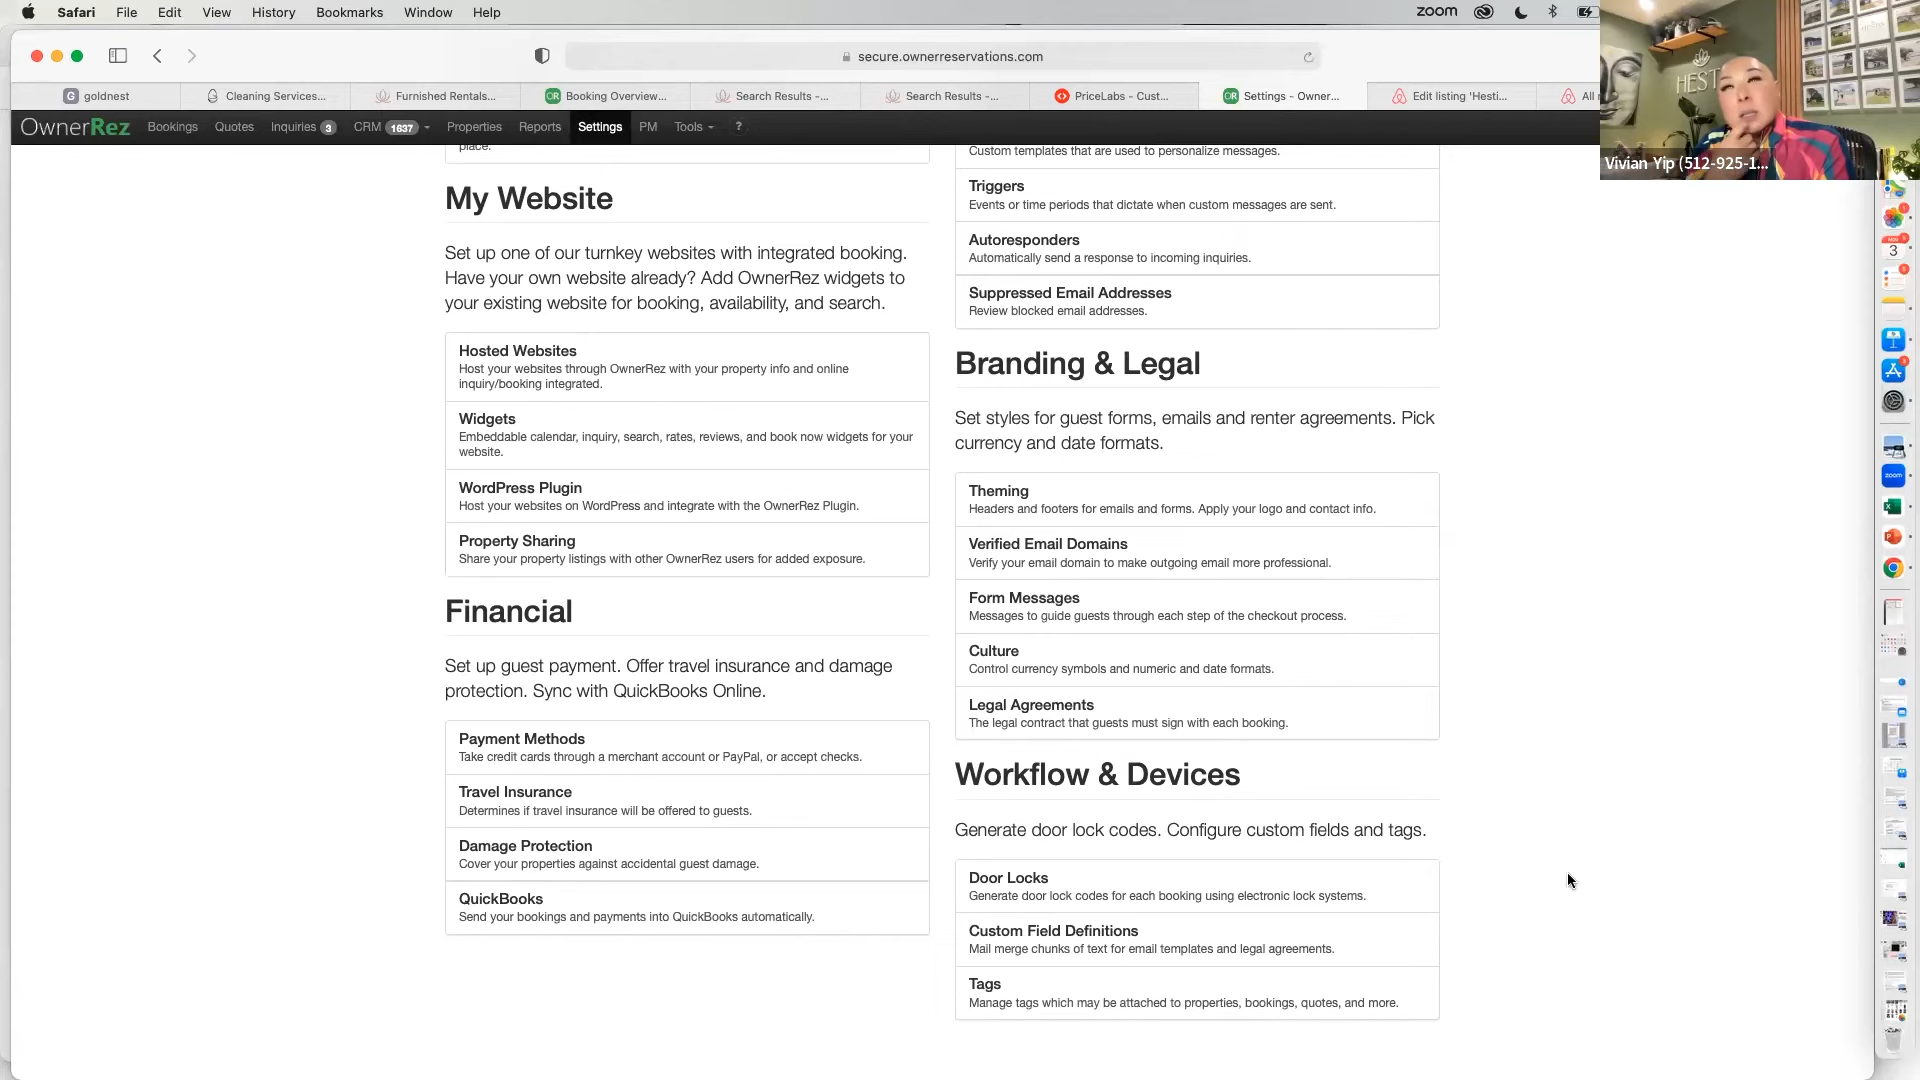 Safari File Edit View History Bookmarks Window Help
zoom
secure.ownerreservations.com
goldnest
Cleaning Services...
Furnished Rentals...
Booking Overview...
Search Results -...
Search Results -...
PriceLabs - Cust...
Settings - Owner...
Edit listing 'Hesti...
OwnerRez Bookings Quotes Inquiries 3 CRM 1637 Properties Reports Settings PM Tools ?
HEST
Vivian Yip (512-925-1...
place.
My Website
Set up one of our turnkey websites with integrated booking.
Have your own website already? Add OwnerRez widgets to
your existing website for booking, availability, and search.
Hosted Websites
Host your websites through OwnerRez with your property info and online
inquiry/booking integrated.
Widgets
Embeddable calendar, inquiry, search, rates, reviews, and book now widgets for your
website.
WordPress Plugin
Host your websites on WordPress and integrate with the OwnerRez Plugin.
Property Sharing
Share your property listings with other OwnerRez users for added exposure.
Financial
Set up guest payment. Offer travel insurance and damage
protection. Sync with QuickBooks Online.
Payment Methods
Take credit cards through a merchant account or PayPal, or accept checks.
Travel Insurance
Determines if travel insurance will be offered to guests.
Damage Protection
Cover your properties against accidental guest damage.
QuickBooks
Send your bookings and payments into QuickBooks automatically.
Custom templates that are used to personalize messages.
Triggers
Events or time periods that dictate when custom messages are sent.
Autoresponders
Automatically send a response to incoming inquiries.
Suppressed Email Addresses
Review blocked email addresses.
Branding & Legal
Set styles for guest forms, emails and renter agreements. Pick
currency and date formats.
Theming
Headers and footers for emails and forms. Apply your logo and contact info.
Verified Email Domains
Verify your email domain to make outgoing email more professional.
Form Messages
Messages to guide guests through each step of the checkout process.
Culture
Control currency symbols and numeric and date formats.
Legal Agreements
The legal contract that guests must sign with each booking.
Workflow & Devices
Generate door lock codes. Configure custom fields and tags.
Door Locks
Generate door lock codes for each booking using electronic lock systems.
Custom Field Definitions
Mail merge chunks of text for email templates and legal agreements.
Tags
Manage tags which may be attached to properties, bookings, quotes, and more.
3
zoom